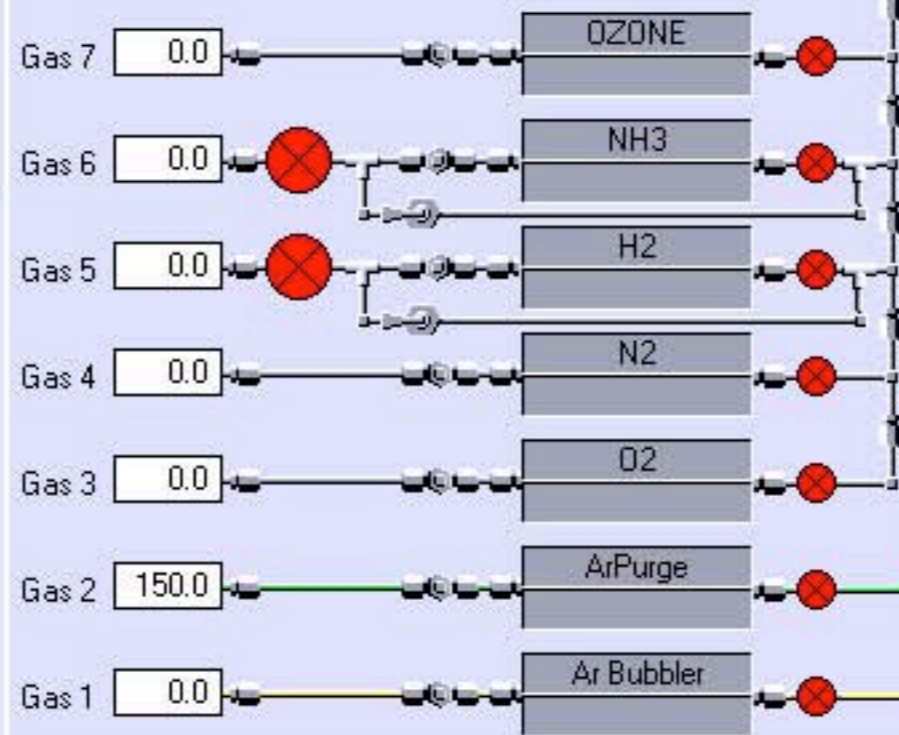 Gas 7 0.0 OZONE
Gas 6 0.0 NH3
Gas 5 0.0 H2
Gas 4 0.0 N2
Gas 3 0.0 O2
Gas 2 150.0 ArPurge
Gas 1 0.0 Ar Bubbler